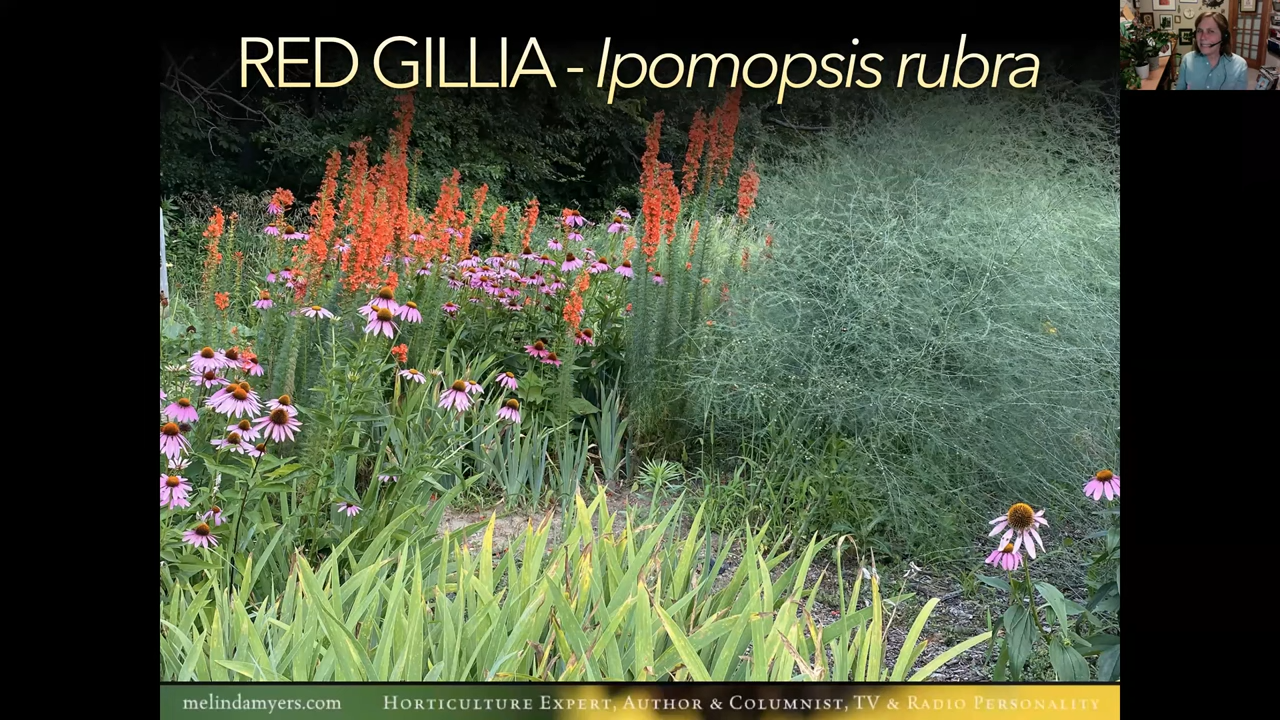 RED GILLIA - Ipomopsis rubra
melindamyers.com HORTICULTURE EXPERT, AUTHOR & COLUMNIST, TV & RADIO PERSONALITY